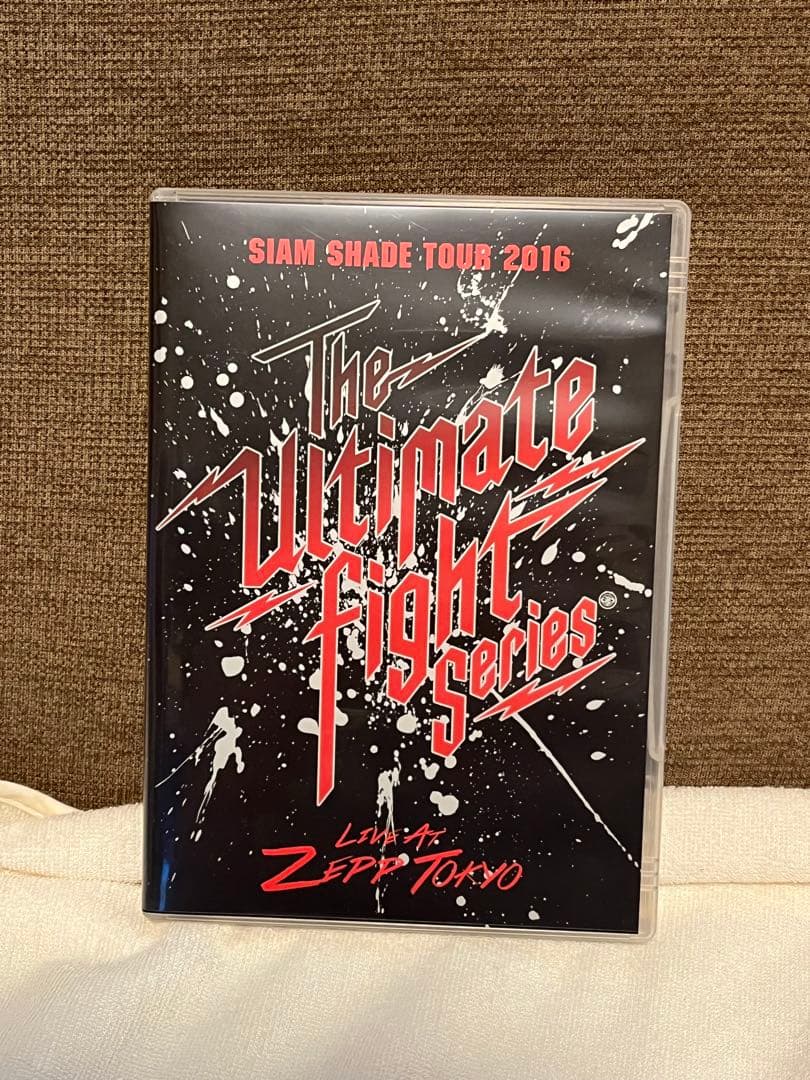 SIAM SHADE TOUR 2016
The
Ultimate
fight
Series
LIVE AT
ZEPP TOKYO